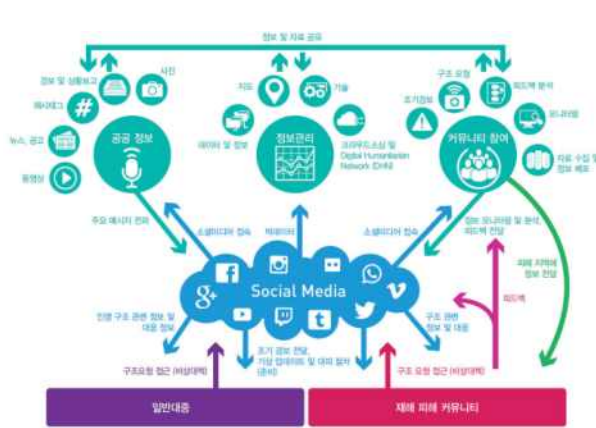 정보 및 자료 공유
경보 및 상황보고
사진
해시태그
#
뉴스, 공고
동영상
공공 정보
지도
기술
데이터 및 정보
정보관리
크라우드소싱 및
Digital Humanitarian
Network (DHN)
구조 요청
피드백 분석
조기경보
모니터링
커뮤니티 참여
자료 수집 및
정보 배포
주요 메시지 전파
소셜미디어 접속
빅데이터
소셜미디어 접속
정보 모니터링 및 분석,
피드백 전달
피해 지역에
정보 전달
Social Media
g+
인명 구조 관련 정보 및
대응 정보
구조 관련
정보 및 대응
피드백
조기 경보 전달,
기상 업데이트 및 대피 절차
(준비)
구조요청 접근 (비상대책)
구조 요청 접근 (비상대책)
일반대중
재해 피해 커뮤니티